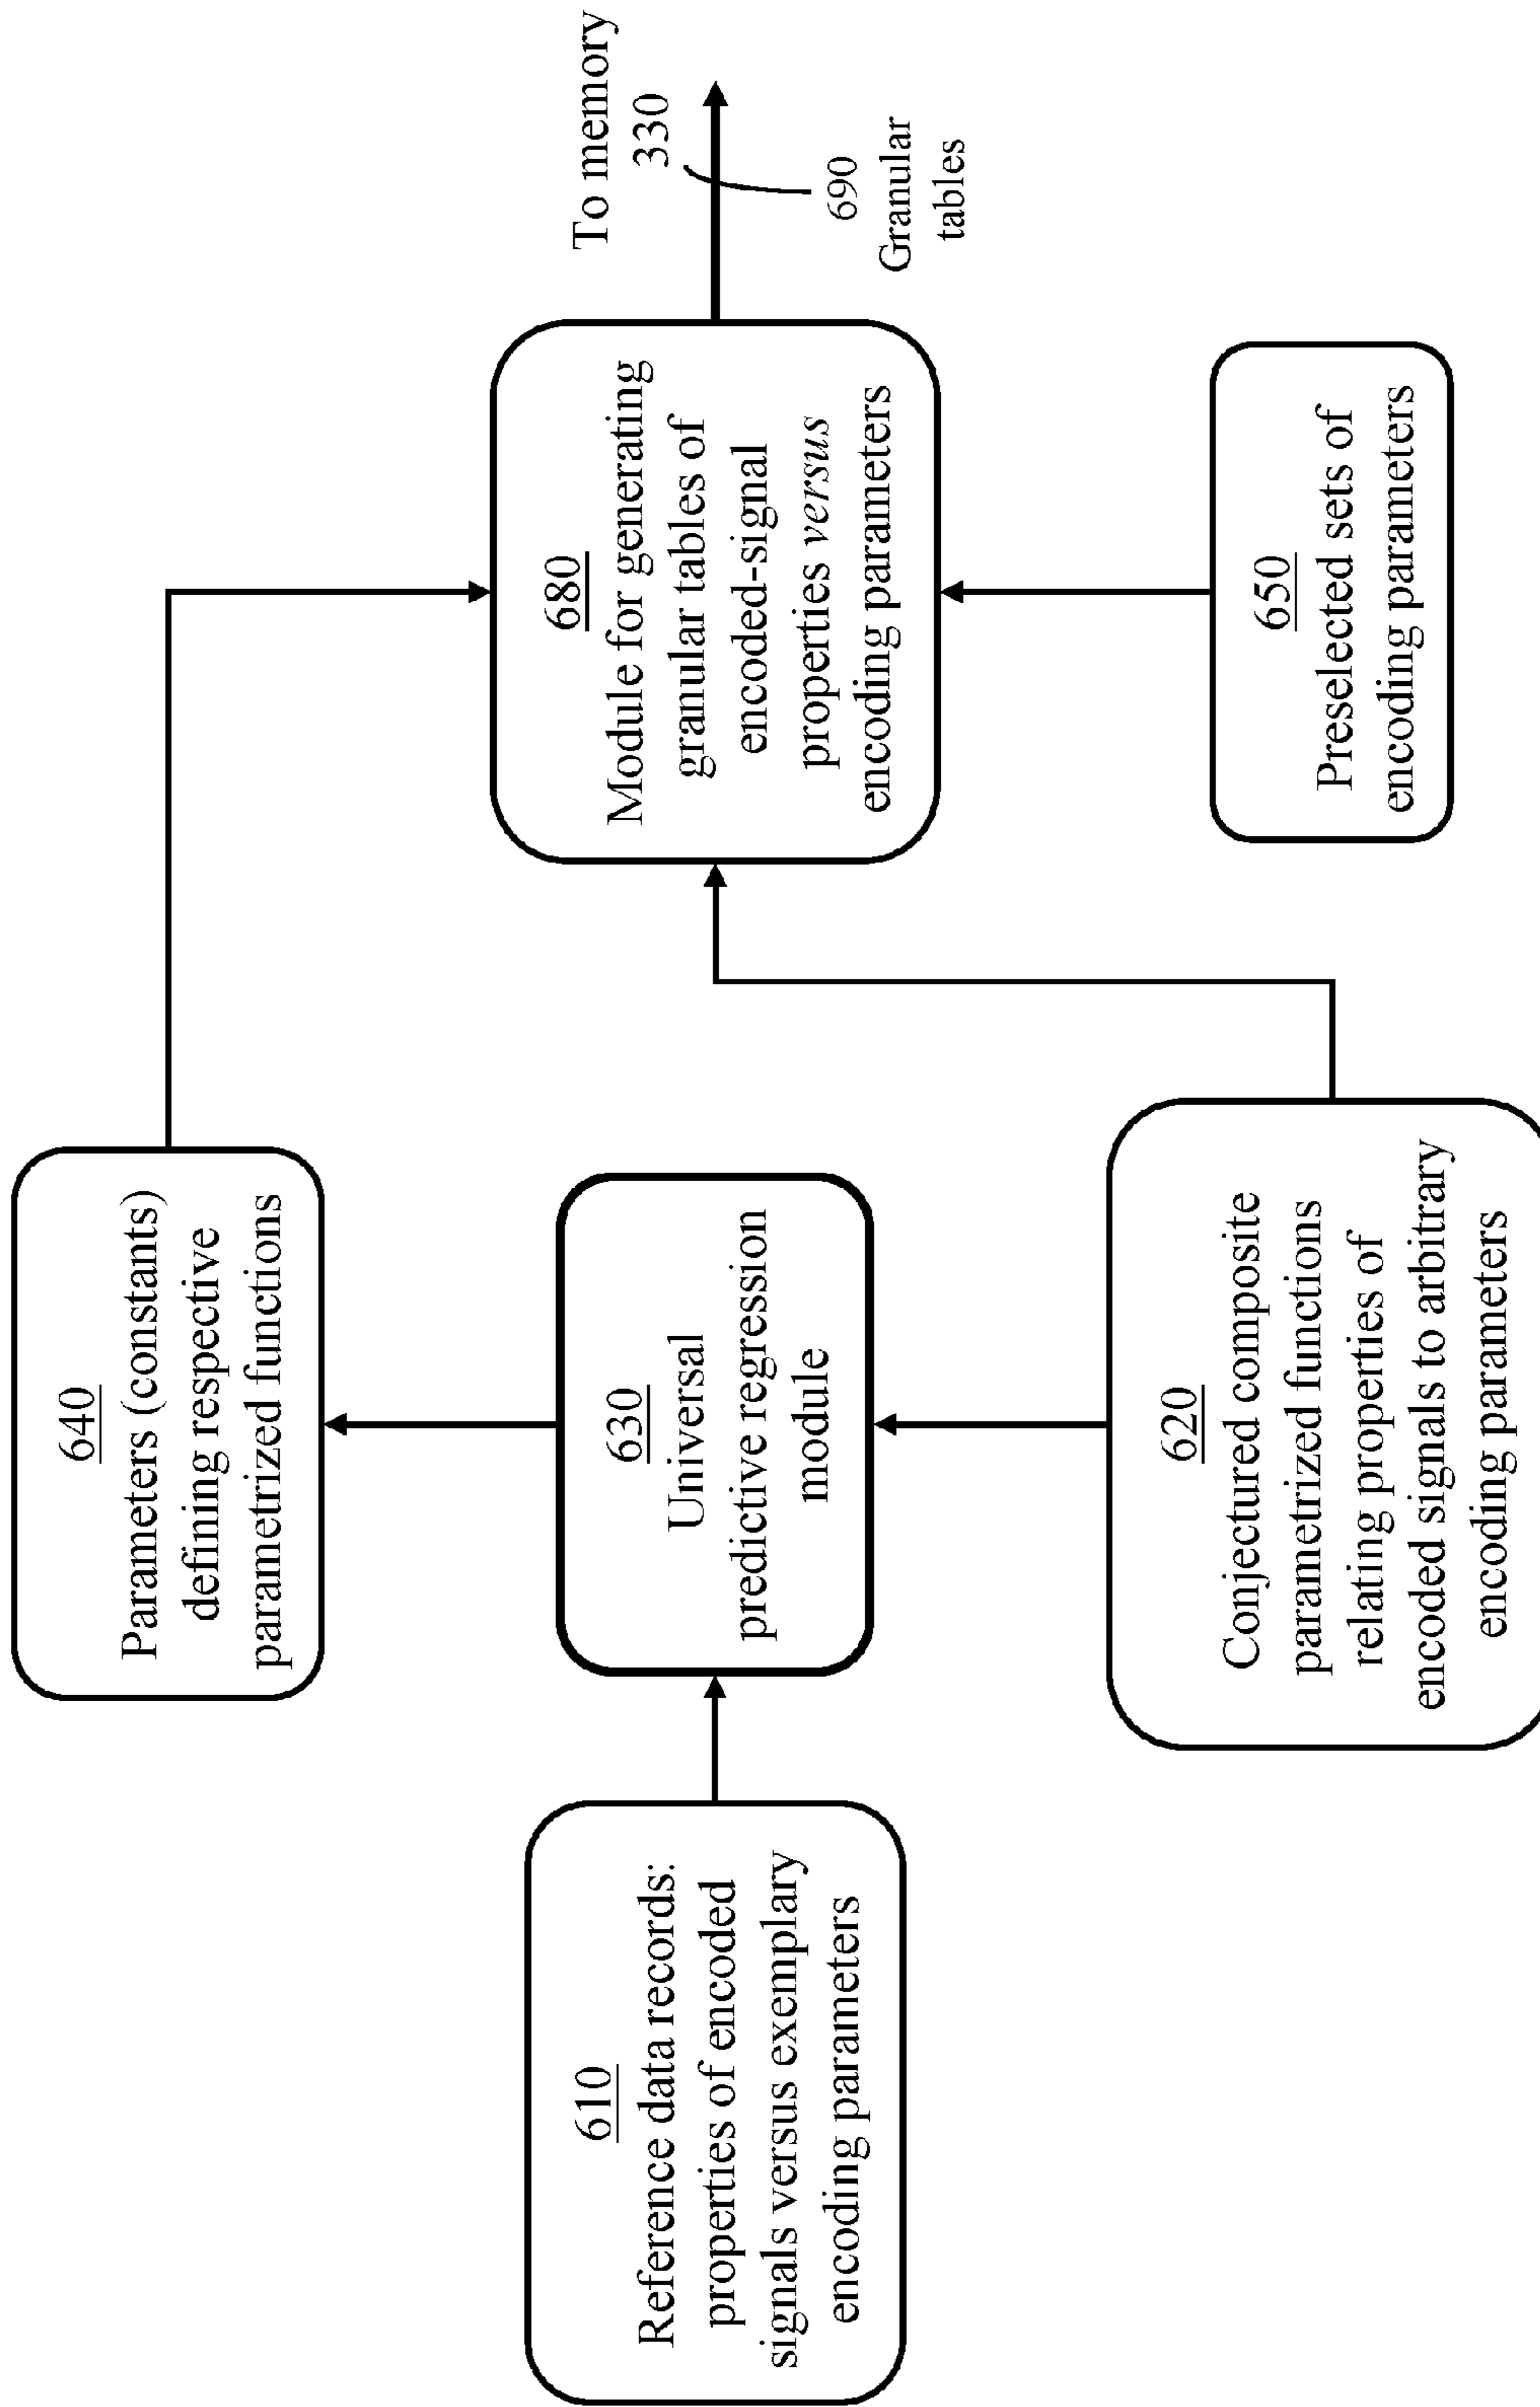 640
Parameters (constants)
defining respective
parametrized functions
To memory
330
690
Granular
tables
610
Reference data records:
properties of encoded
signals versus exemplary
encoding parameters
630
Universal
predictive regression
module
680
Module for generating
granular tables of
encoded-signal
properties versus
encoding parameters
620
Conjectured composite
parametrized functions
relating properties of
encoded signals to arbitrary
encoding parameters
650
Preselected sets of
encoding parameters